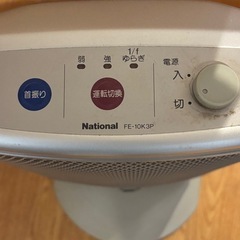 弱 強 1/f ゆらぎ
電源
首振り
運転切換
入
切
National FE-10K3P